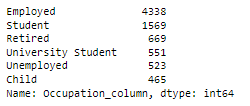 Employed 4338
Student 1569
Retired 669
University Student 551
Unemployed 523
Child 465
Name: Occupation_column, dtype: int64